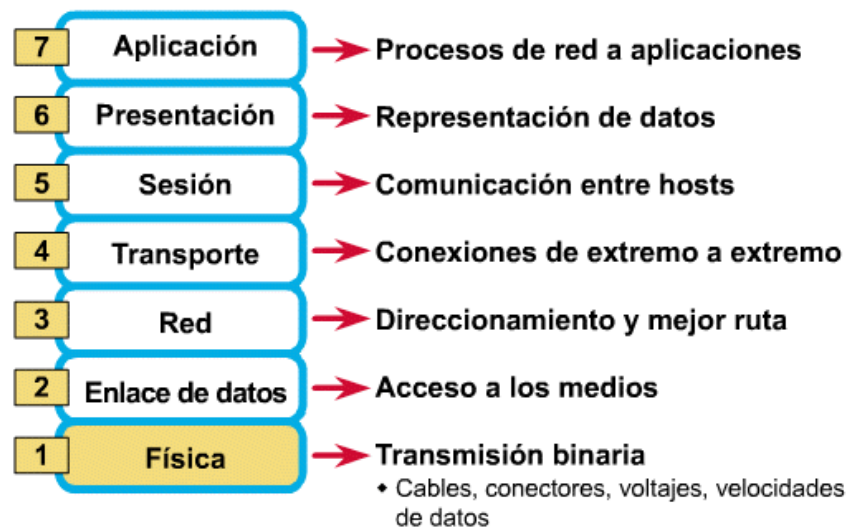 7 Aplicación Procesos de red a aplicaciones
6 Presentación Representación de datos
5 Sesión Comunicación entre hosts
4 Transporte Conexiones de extremo a extremo
3 Red Direccionamiento y mejor ruta
2 Enlace de datos Acceso a los medios
1 Física Transmisión binaria
• Cables, conectores, voltajes, velocidades
de datos